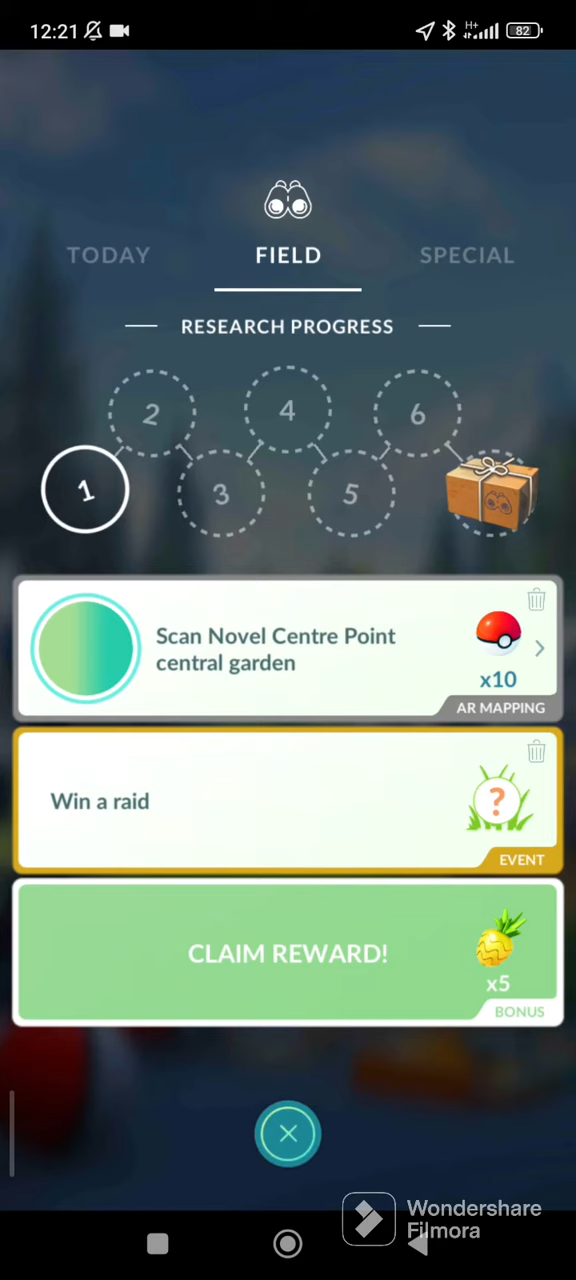 12:21
H+
82
TODAY
FIELD
SPECIAL
RESEARCH PROGRESS
2
4
6
1
3
5
Scan Novel Centre Point
central garden
x10
AR MAPPING
Win a raid
?
EVENT
CLAIM REWARD!
x5
BONUS
Wondershare
Filmora